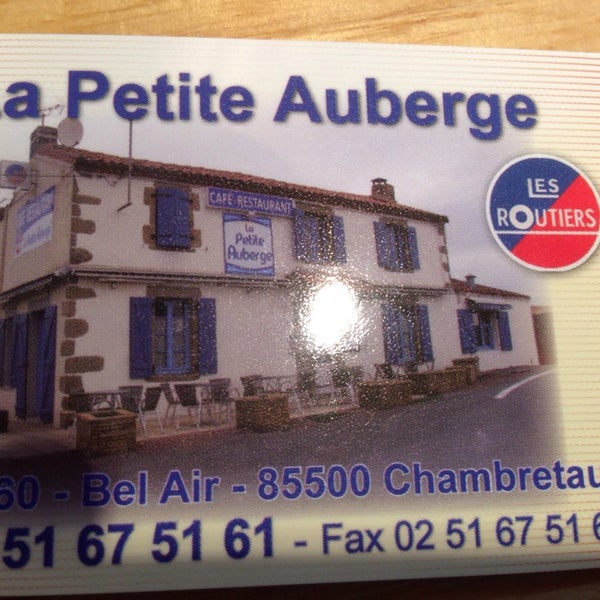 La Petite Auberge
LES
ROUTIERS
CAFÉ RESTAURANT
La
Petite
Auberge
60 - Bel Air - 85500 Chambretau
51 67 51 61 - Fax 02 51 67 51 6